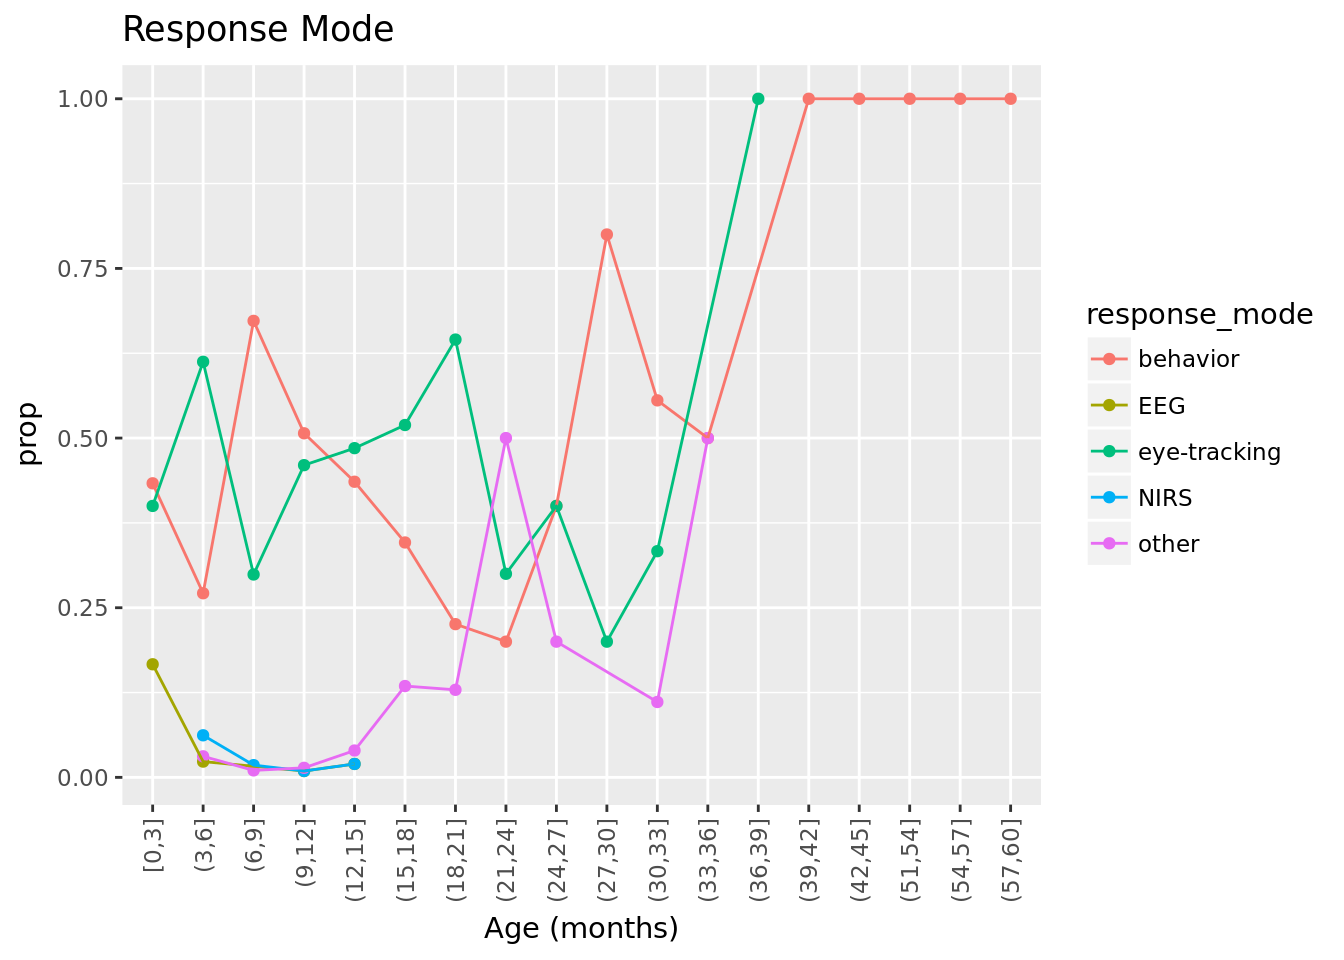 Response Mode
1.00
0.75
0.50
0.25
0.00
prop
[0,3]
(3,6]
(6,9]
(9,12]
(12,15]
(15,18]
(18,21]
(21,24]
(24,27]
(27,30]
(30,33]
(33,36]
(36,39]
(39,42]
(42,45]
(51,54]
(54,57]
(57,60]
Age (months)
response_mode
behavior
EEG
eye-tracking
NIRS
other